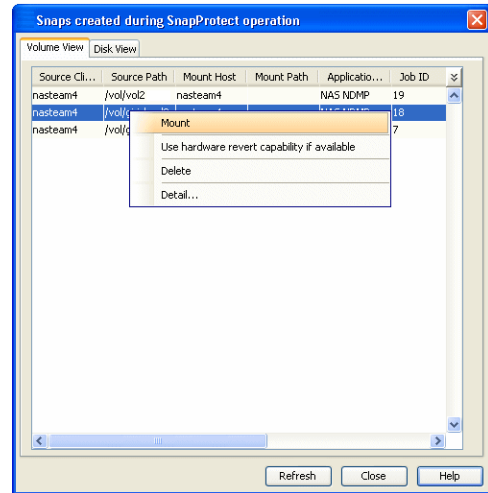 Snaps created during SnapProtect operation
Volume View Disk View
Source Cli... Source Path Mount Host Mount Path Applicatio... Job ID
nasteam4 /vol/vol2 nasteam4 NAS NDMP 19
nasteam4 18
nasteam4 7
Mount
Use hardware revert capability if available
Delete
Detail...
Refresh Close Help